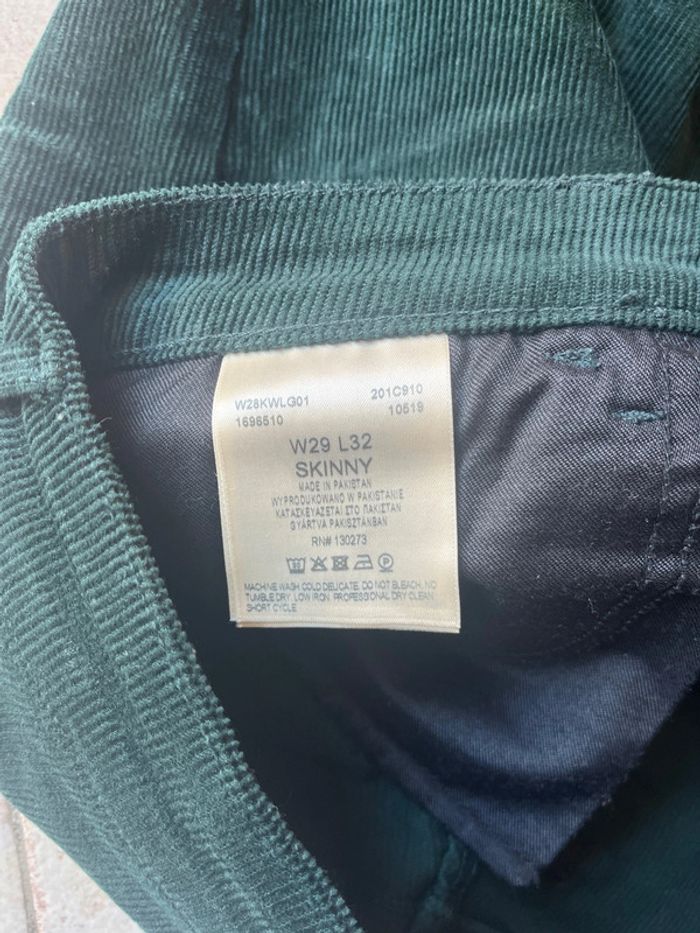 W28KWLG01 201C910
1696510 10519
W29 L32
SKINNY
MADE IN PAKISTAN
WYPRODUKOWANO W PAKISTANIE
ΚΑΤΑΣΚΕΥΑΖΕΤΑΙ ΣΤΟ ΠΑΚΙΣΤΑΝ
GYÁRTVA PAKISZTÁNBAN
RN# 130273
MACHINE WASH COLD DELICATE. DO NOT BLEACH. NO
TUMBLE DRY. LOW IRON. PROFESSIONAL DRY CLEAN
SHORT CYCLE